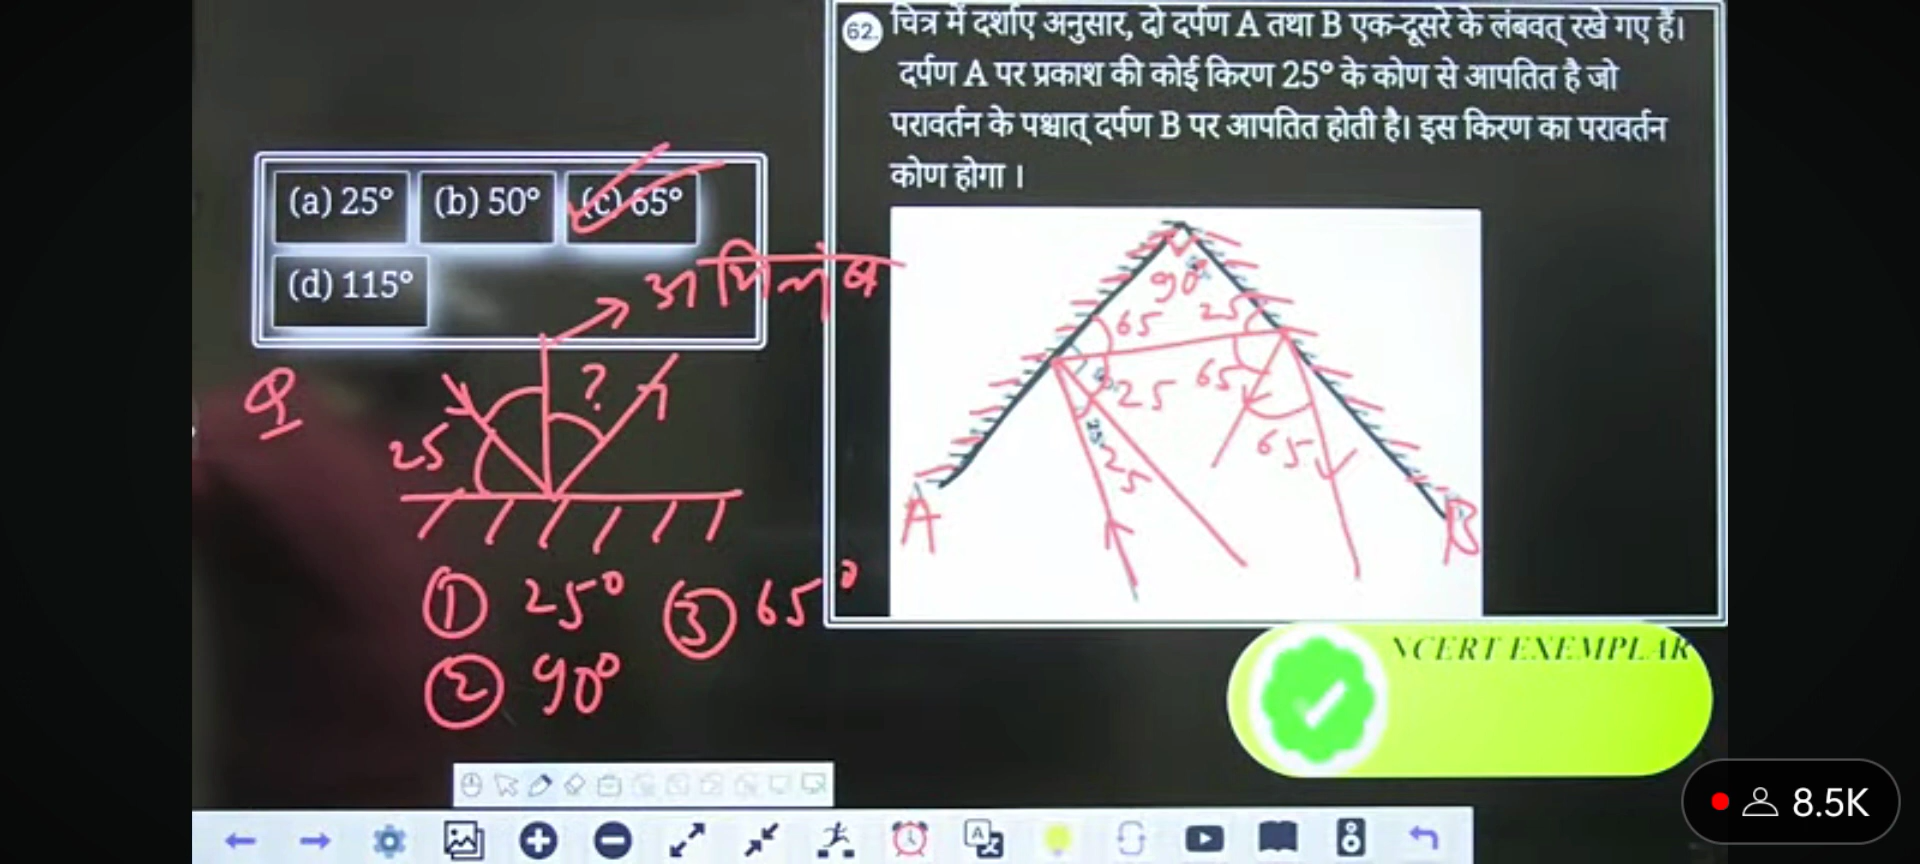 62. चित्र में दर्शाए अनुसार, दो दर्पण A तथा B एक-दूसरे के लंबवत् रखे गए हैं।
दर्पण A पर प्रकाश की कोई किरण 25° के कोण से आपतित है जो
परावर्तन के पश्चात् दर्पण B पर आपतित होती है। इस किरण का परावर्तन
कोण होगा ।
(a) 25° (b) 50° (c) 65°
(d) 115°
अभिलंब
Q
?
25
① 25° ③ 65°
② 90°
90°
65 25
25 65
25° 25
65
A B
NCERT EXEMPLAR
8.5K